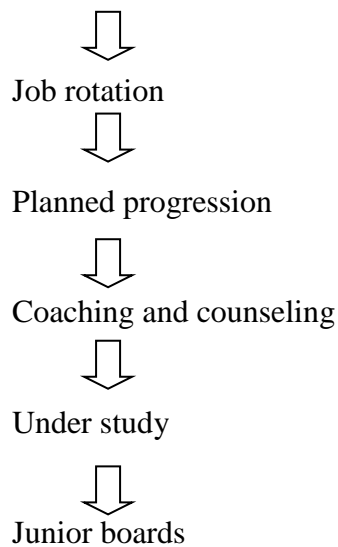 Job rotation
Planned progression
Coaching and counseling
Under study
Junior boards